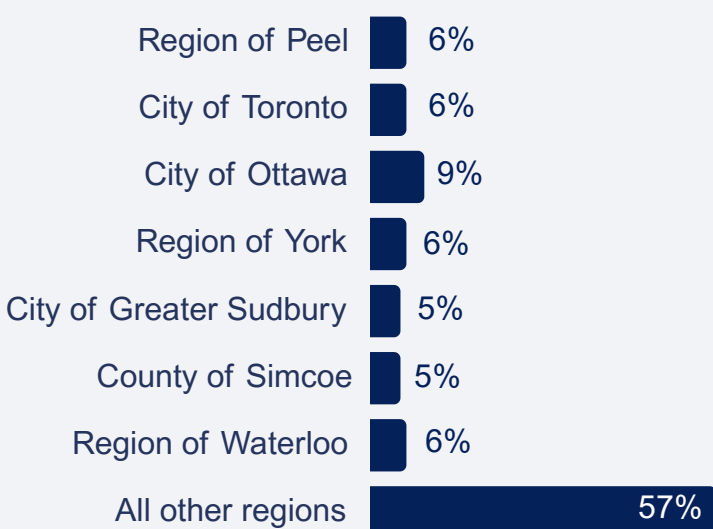 Region of Peel 6%
City of Toronto 6%
City of Ottawa 9%
Region of York 6%
City of Greater Sudbury 5%
County of Simcoe 5%
Region of Waterloo 6%
All other regions 57%